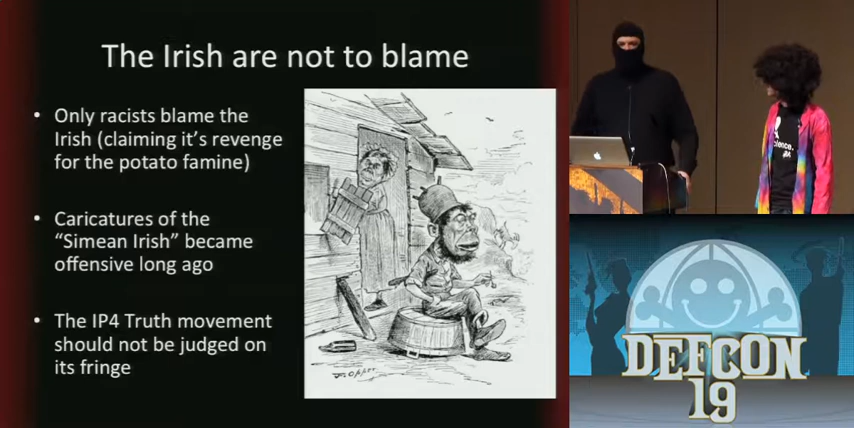 The Irish are not to blame
• Only racists blame the
Irish (claiming it's revenge
for the potato famine)
• Caricatures of the
“Simean Irish” became
offensive long ago
• The IP4 Truth movement
should not be judged on
its fringe
DEFCON
19